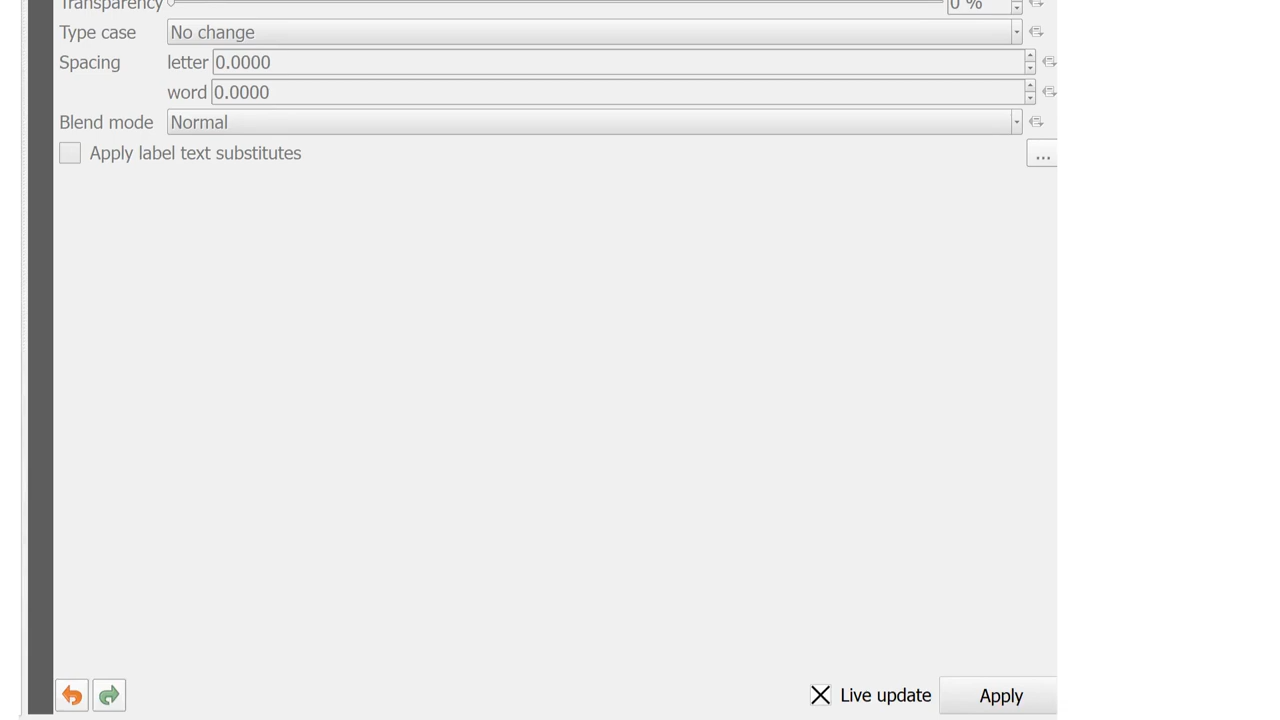 Transparency 0 %
Type case No change
Spacing letter 0.0000
word 0.0000
Blend mode Normal
Apply label text substitutes ...
Live update Apply